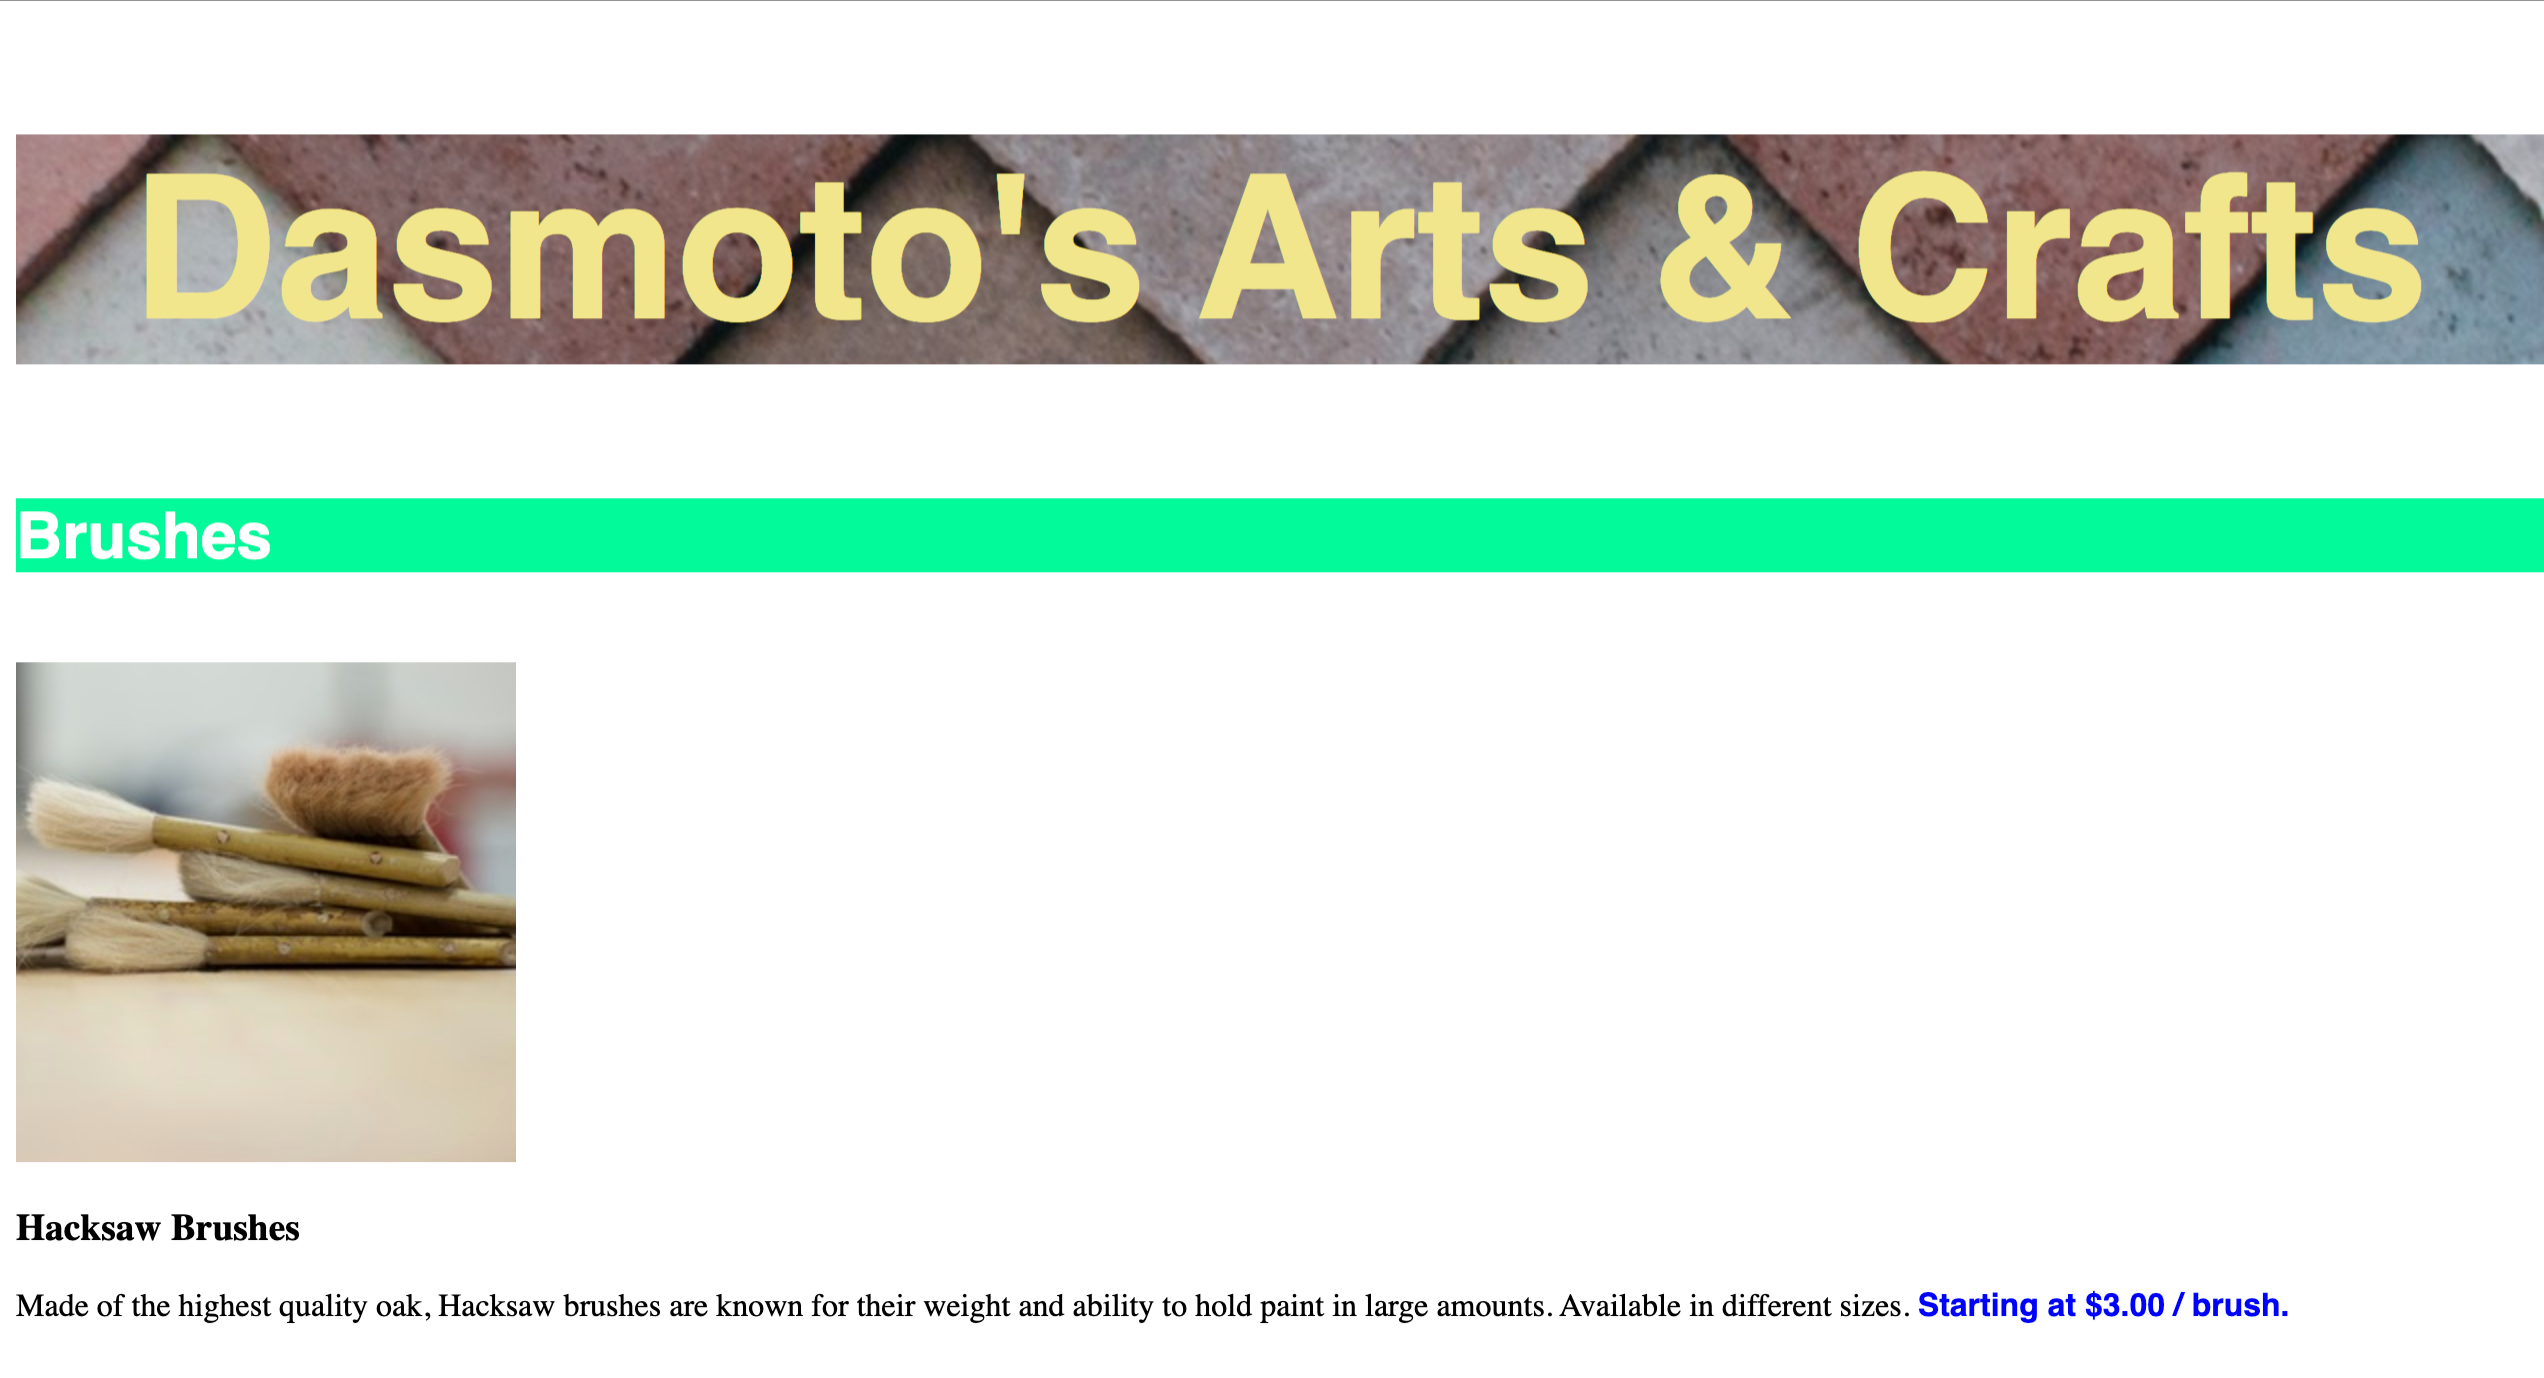 Dasmoto's Arts & Crafts
Brushes
Hacksaw Brushes
Made of the highest quality oak, Hacksaw brushes are known for their weight and ability to hold paint in large amounts. Available in different sizes. Starting at $3.00 / brush.